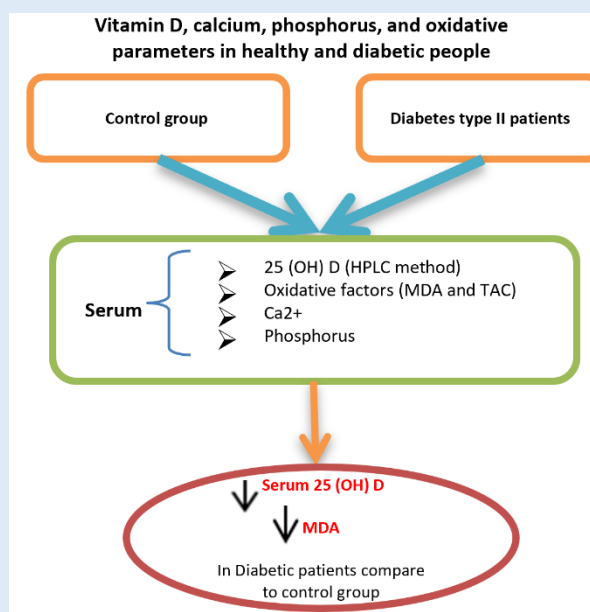 Vitamin D, calcium, phosphorus, and oxidative
parameters in healthy and diabetic people
Control group
Diabetes type II patients
Serum
25 (OH) D (HPLC method)
Oxidative factors (MDA and TAC)
Ca2+
Phosphorus
Serum 25 (OH) D
MDA
In Diabetic patients compare
to control group